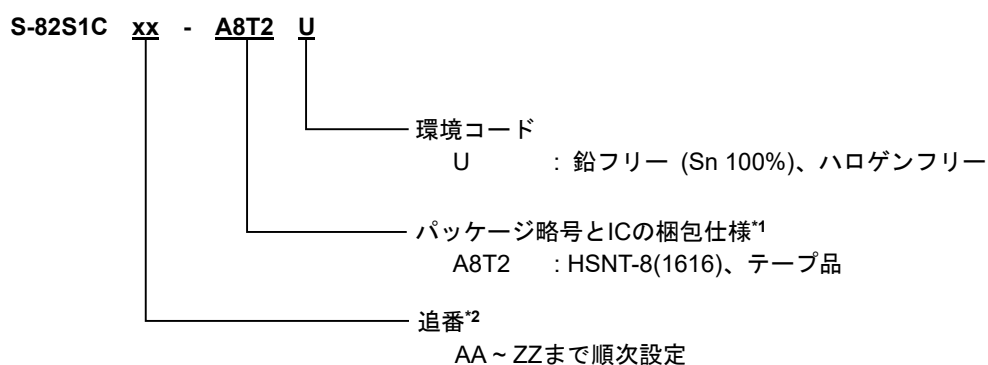 S-82S1C xx - A8T2 U
環境コード
U : 鉛フリー (Sn 100%)、ハロゲンフリー
パッケージ略号とICの梱包仕様*1
A8T2 : HSNT-8(1616)、テープ品
追番*2
AA ~ ZZまで順次設定